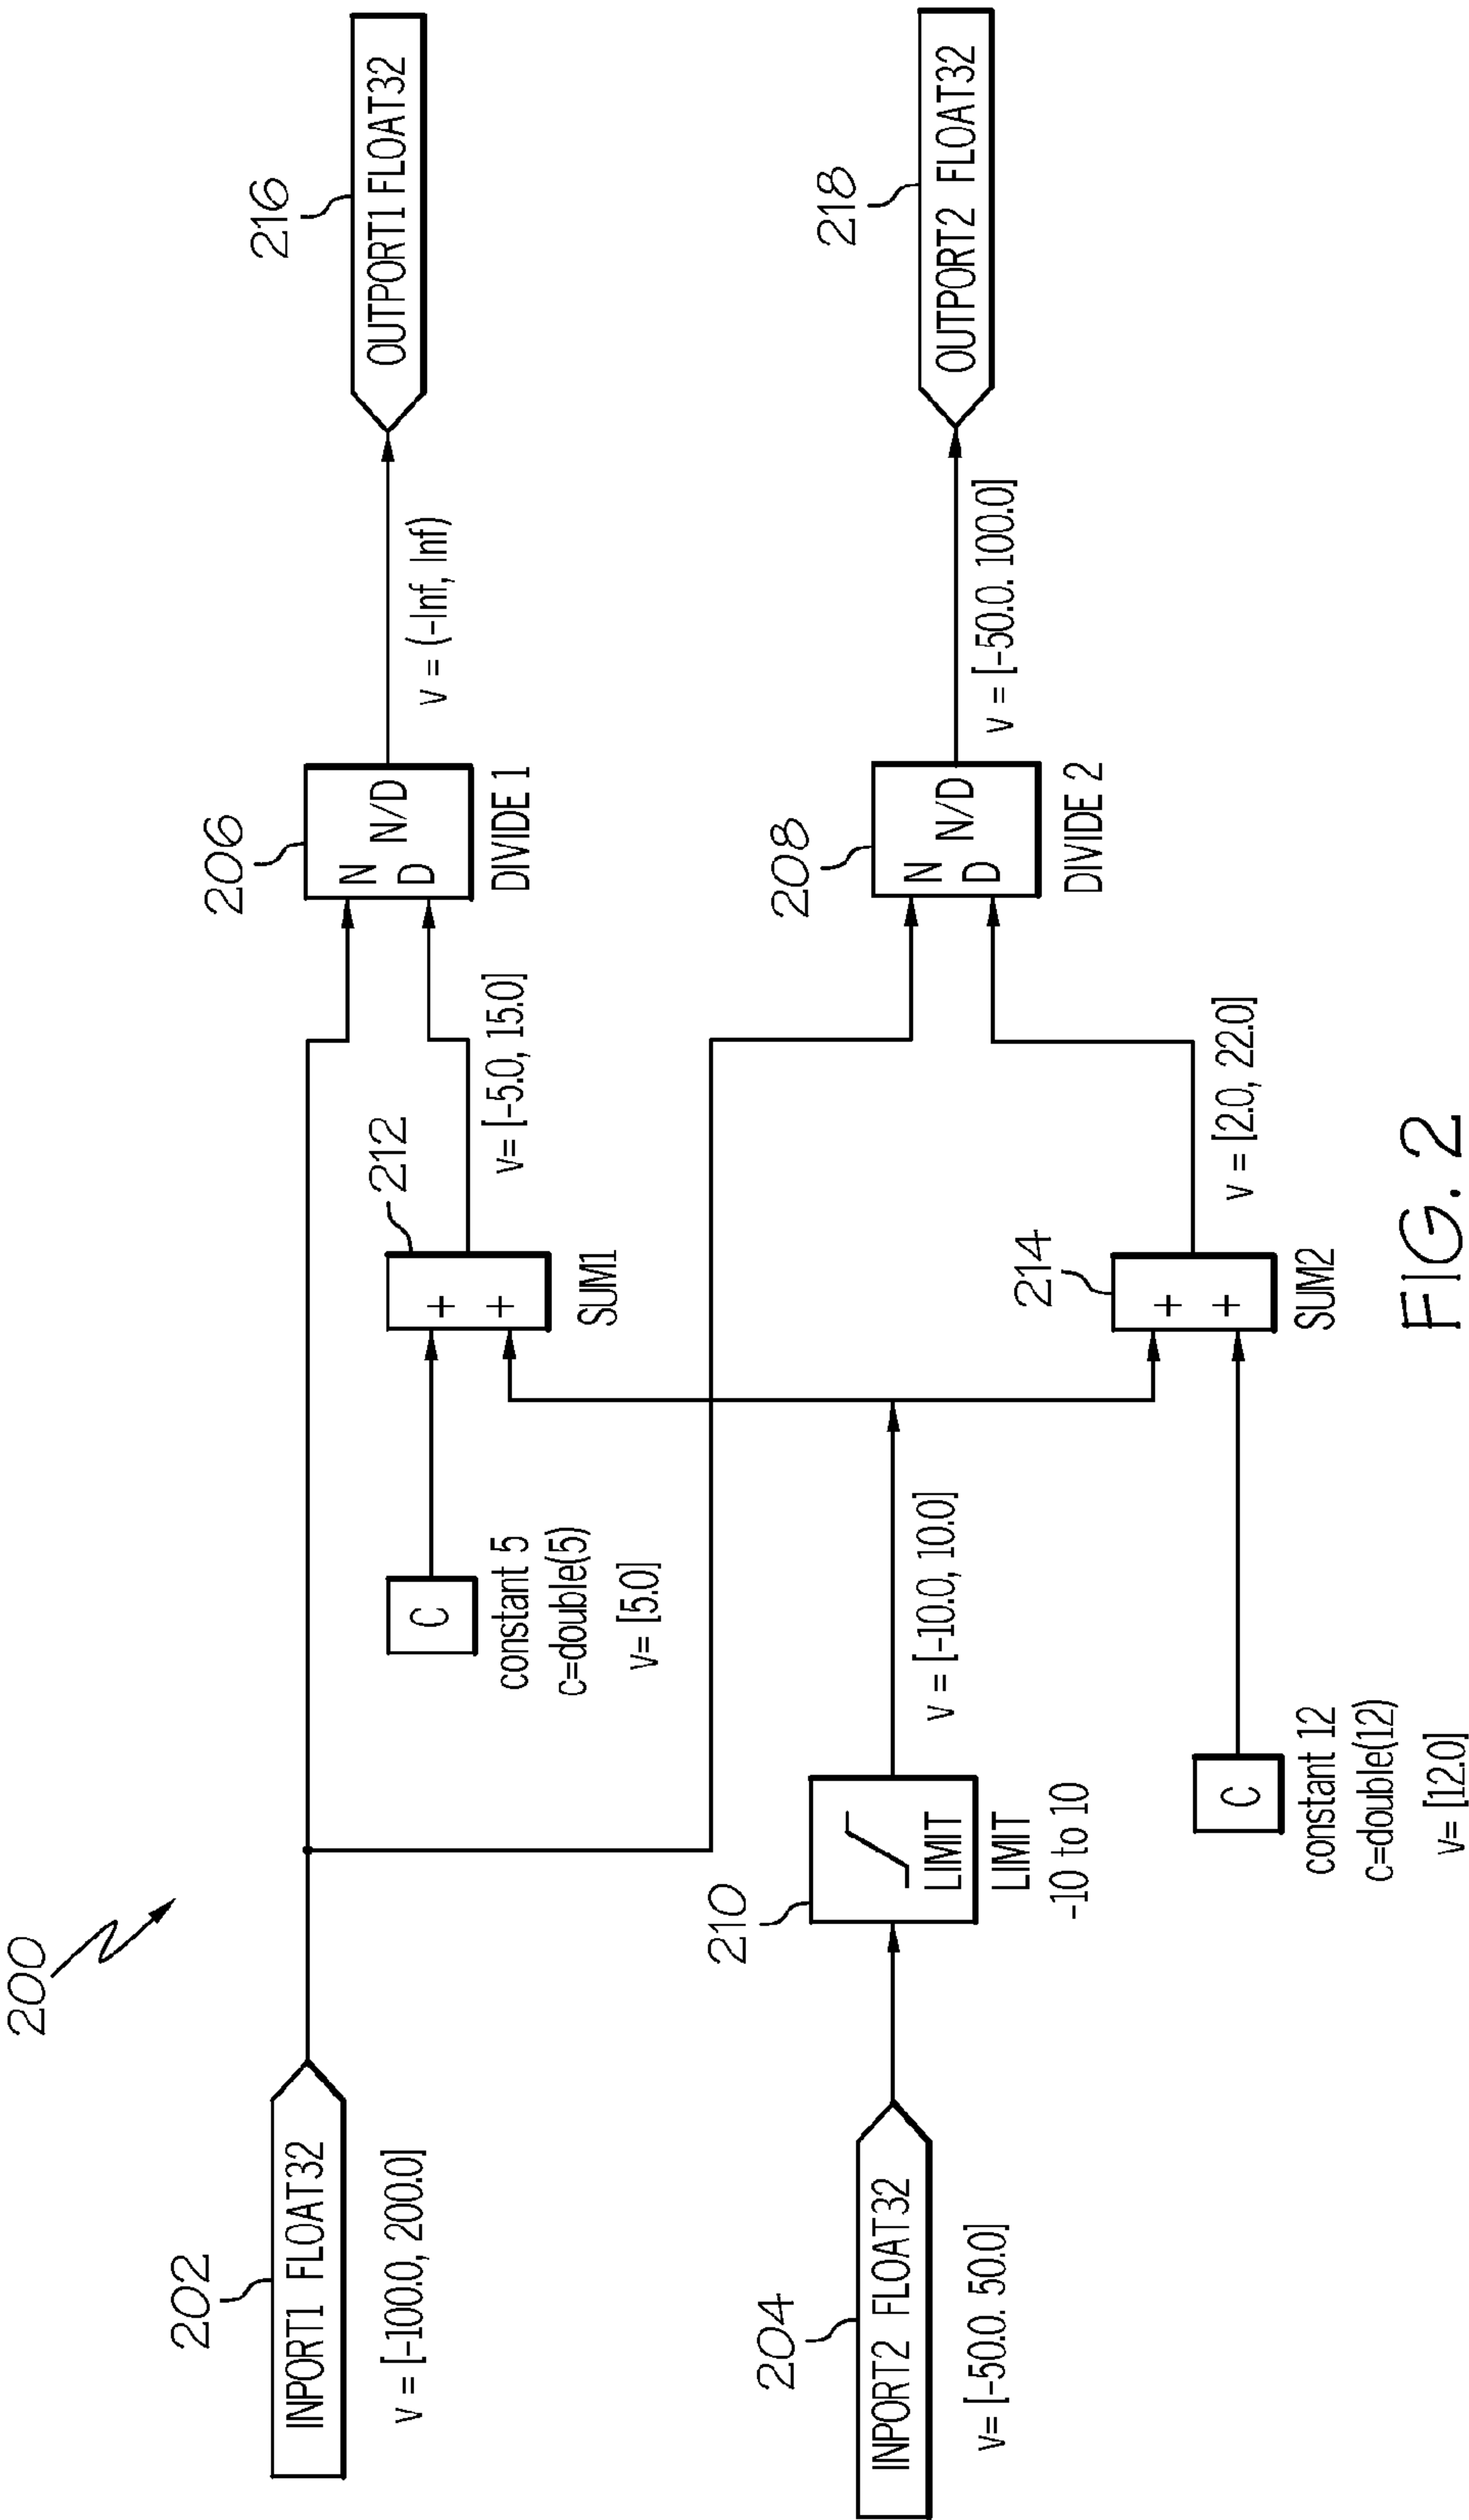 200
202
INPORT1 FLOAT32
v = [-100.0, 200.0]
206
N
D
N/D
DIVIDE 1
v = (-Inf, Inf)
216
OUTPORT1 FLOAT32
212
+
+
SUM1
v= [-5.0, 15.0]
C
constant 5
c=double(5)
v= [5.0]
204
INPORT2 FLOAT32
v= [-50.0. 50.0]
210
LIMIT
LIMIT
-10 to 10
v = [-10.0, 10.0]
208
N
D
N/D
DIVIDE 2
v = [-50.0. 100.0]
218
OUTPORT2 FLOAT32
214
+
+
SUM2
v = [2.0, 22.0]
C
constant 12
c=double(12)
v= [12.0]
FIG. 2